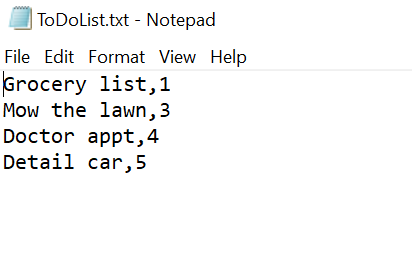 ToDoList.txt - Notepad
File Edit Format View Help
Grocery list,1
Mow the lawn,3
Doctor appt,4
Detail car,5